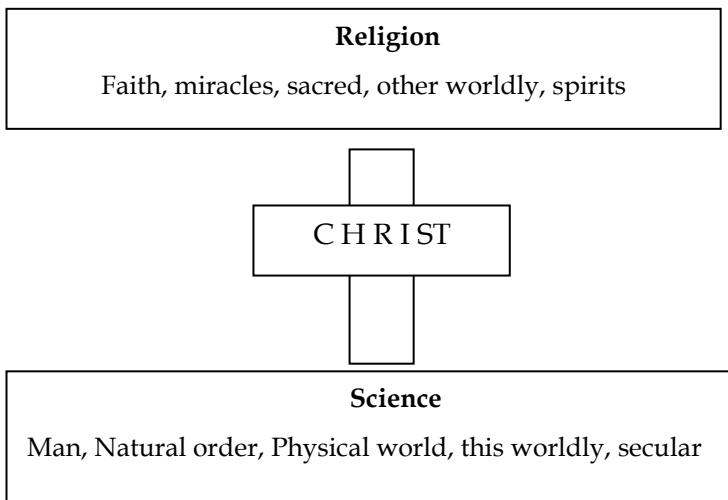 Religion
Faith, miracles, sacred, other worldly, spirits
C H R I ST
Science
Man, Natural order, Physical world, this worldly, secular